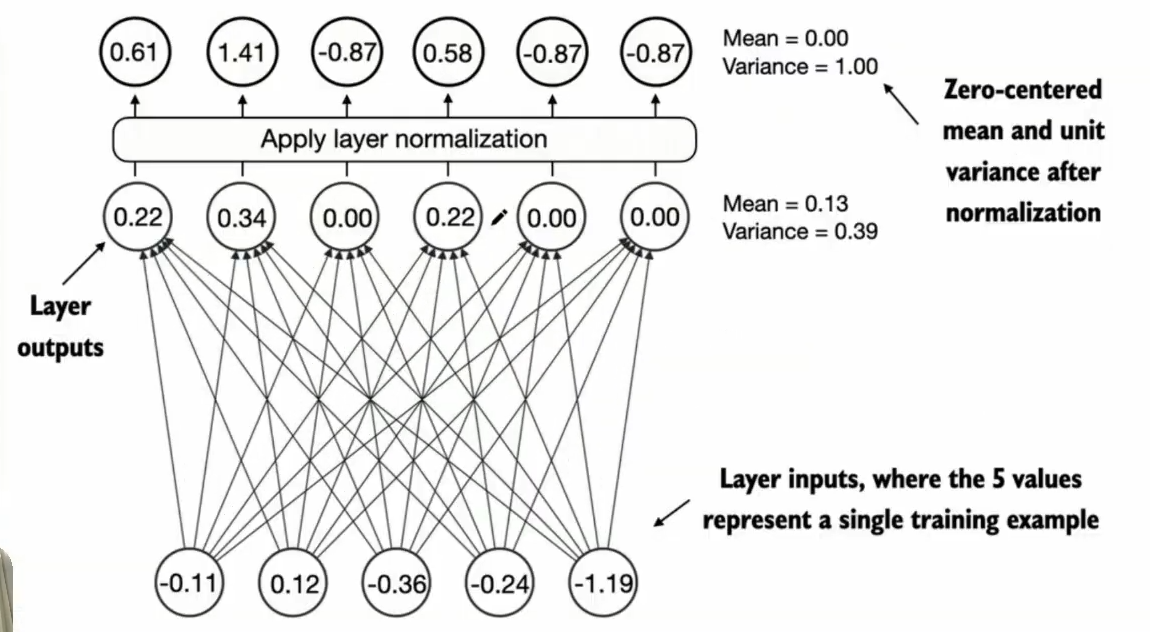 0.61 1.41 -0.87 0.58 -0.87 -0.87
Mean = 0.00
Variance = 1.00
Zero-centered
mean and unit
variance after
normalization
Apply layer normalization
0.22 0.34 0.00 0.22 0.00 0.00
Mean = 0.13
Variance = 0.39
Layer
outputs
Layer inputs, where the 5 values
represent a single training example
-0.11 0.12 -0.36 -0.24 -1.19